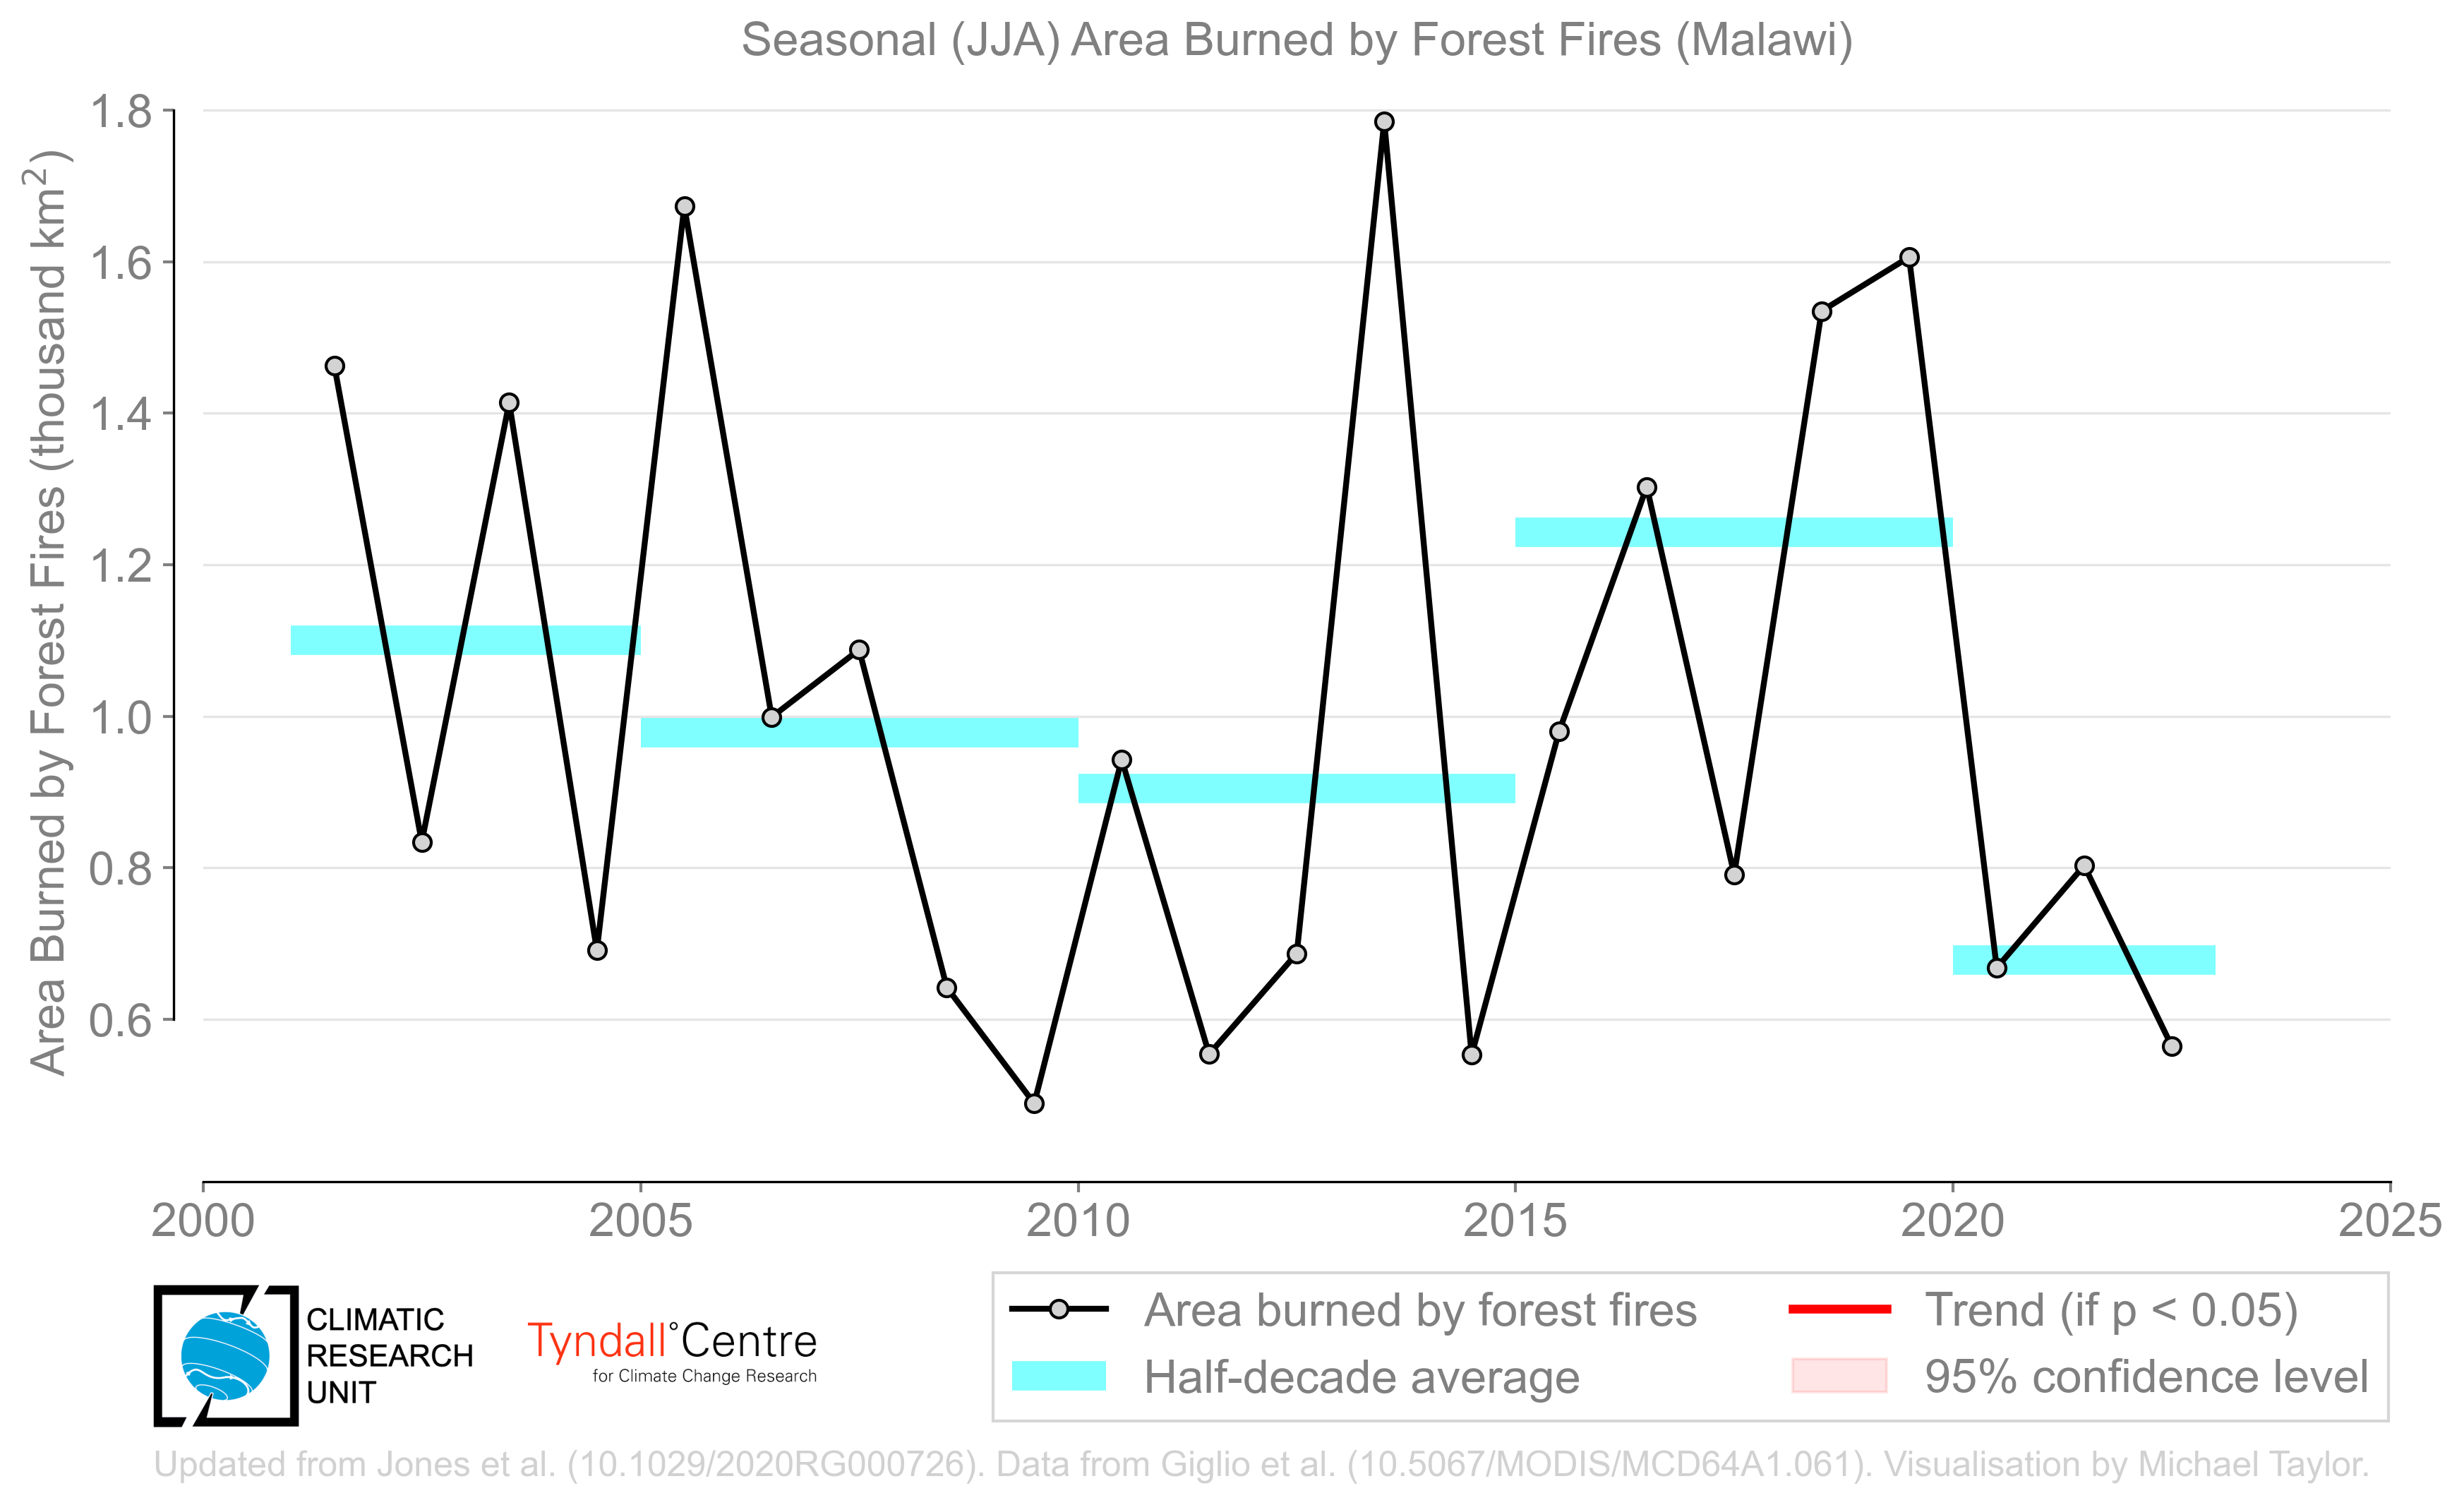 Seasonal (JJA) Area Burned by Forest Fires (Malawi)
Area Burned by Forest Fires (thousand km²)
1.8
1.6
1.4
1.2
1.0
0.8
0.6
2000
2005
2010
2015
2020
2025
CLIMATIC
RESEARCH
UNIT
Tyndall°Centre
for Climate Change Research
Area burned by forest fires
Half-decade average
Trend (if p < 0.05)
95% confidence level
Updated from Jones et al. (10.1029/2020RG000726). Data from Giglio et al. (10.5067/MODIS/MCD64A1.061). Visualisation by Michael Taylor.